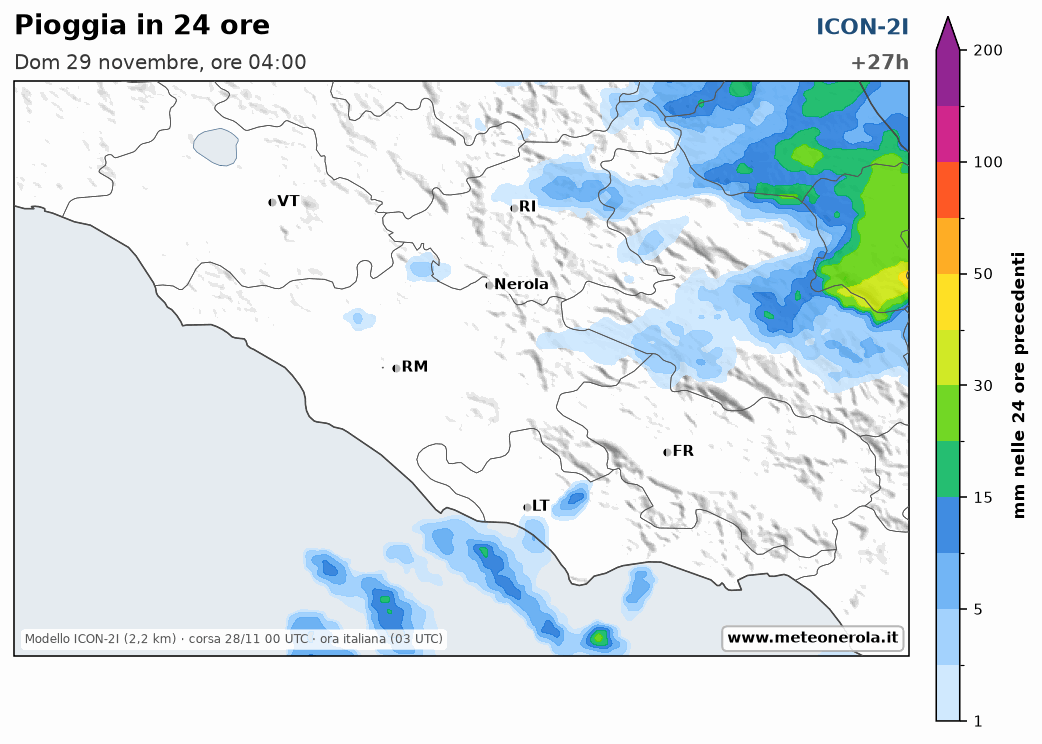 Pioggia in 24 ore
ICON-2I
Dom 29 novembre, ore 04:00
+27h
VT
RI
Nerola
RM
FR
LT
Modello ICON-2I (2,2 km) · corsa 28/11 00 UTC · ora italiana (03 UTC)
www.meteonerola.it
200
100
50
30
15
5
1
mm nelle 24 ore precedenti